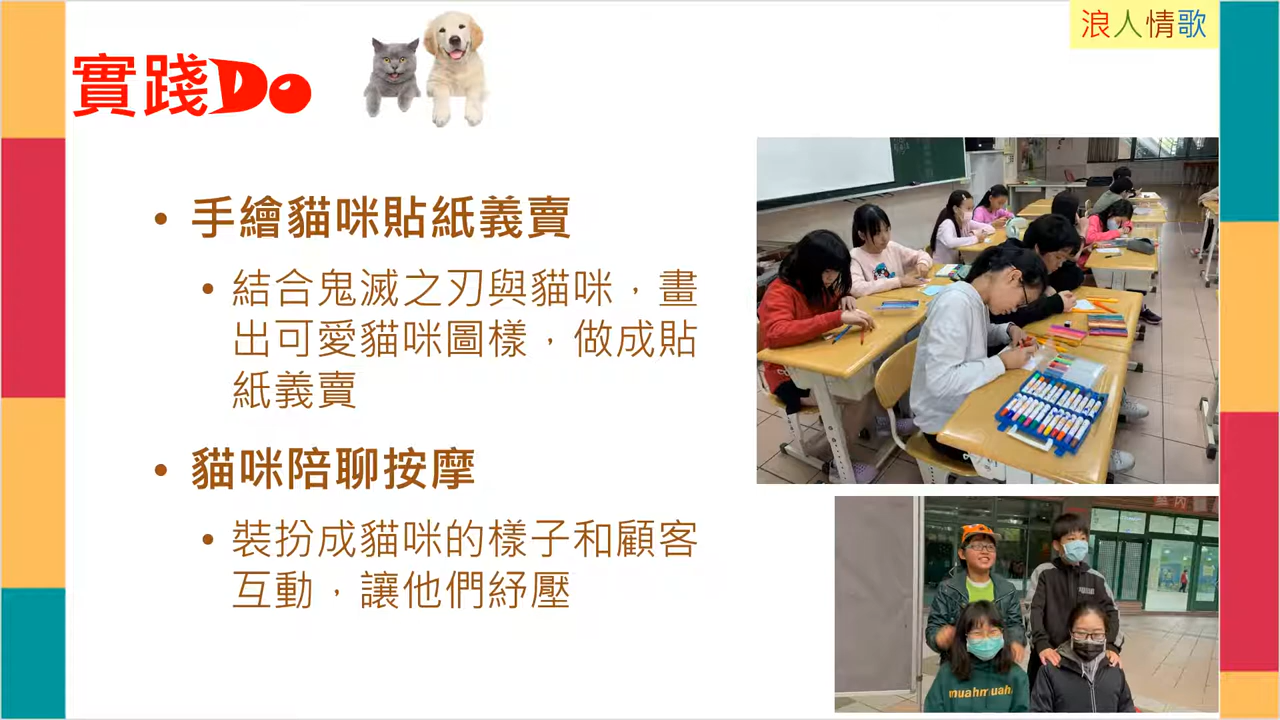 浪人情歌
實踐Do
• 手繪貓咪貼紙義賣
• 結合鬼滅之刃與貓咪，畫
出可愛貓咪圖樣，做成貼
紙義賣
• 貓咪陪聊按摩
• 裝扮成貓咪的樣子和顧客
互動，讓他們紓壓
室內
muahmuah